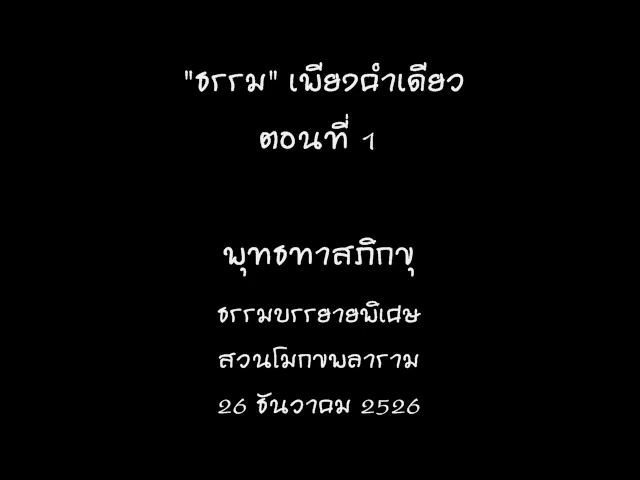 "ธรรม" เพียงคำเดียว
ตอนที่ 1
พุทธทาสภิกขุ
ธรรมบรรยายพิเศษ
สวนโมกขพลาราม
26 ธันวาคม 2526